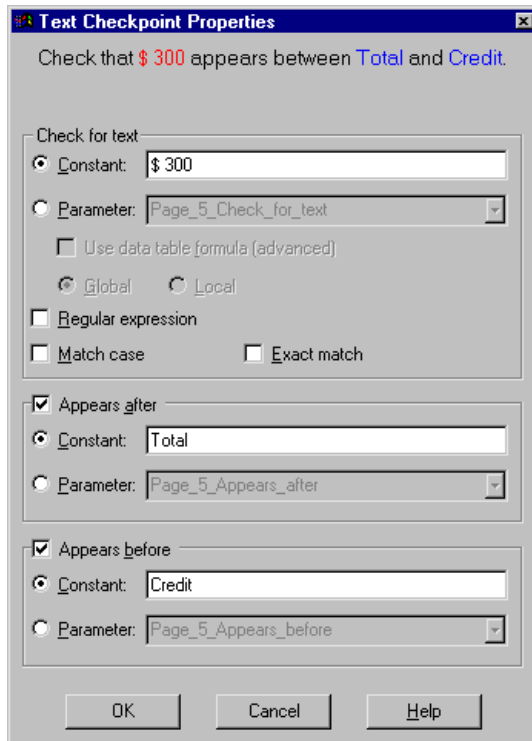 Text Checkpoint Properties
Check that $ 300 appears between Total and Credit.
Check for text
Constant: $ 300
Parameter: Page_5_Check_for_text
Use data table formula (advanced)
Global Local
Regular expression
Match case Exact match
Appears after
Constant: Total
Parameter: Page_5_Appears_after
Appears before
Constant: Credit
Parameter: Page_5_Appears_before
OK Cancel Help